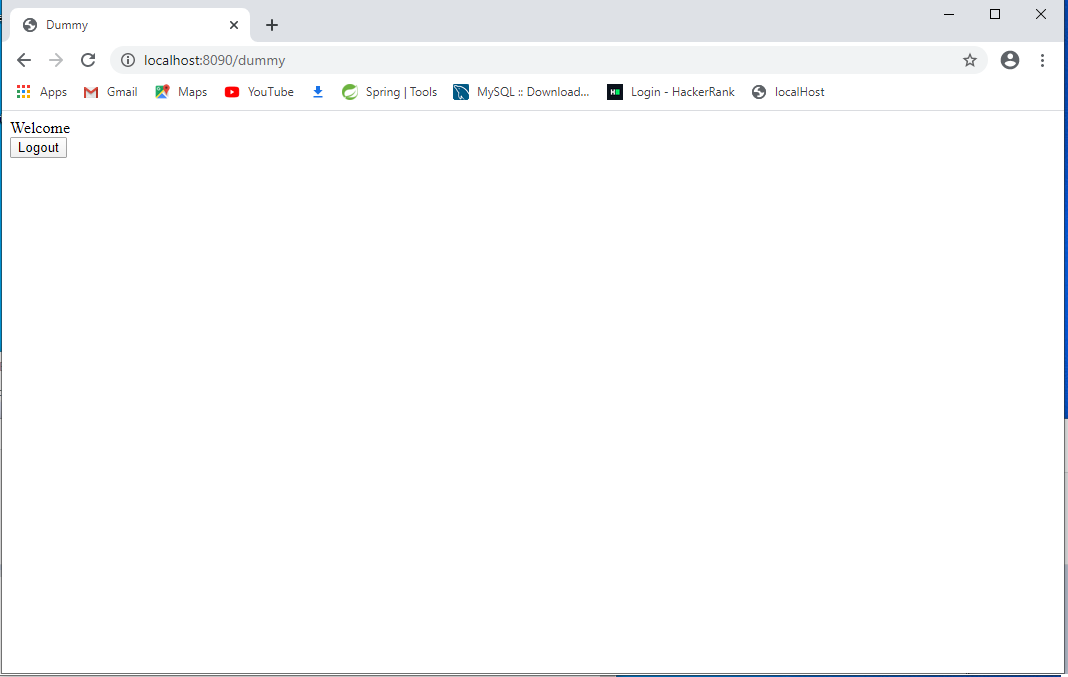 Dummy
localhost:8090/dummy
Apps Gmail Maps YouTube Spring | Tools MySQL :: Download... Login - HackerRank localHost
Welcome
Logout